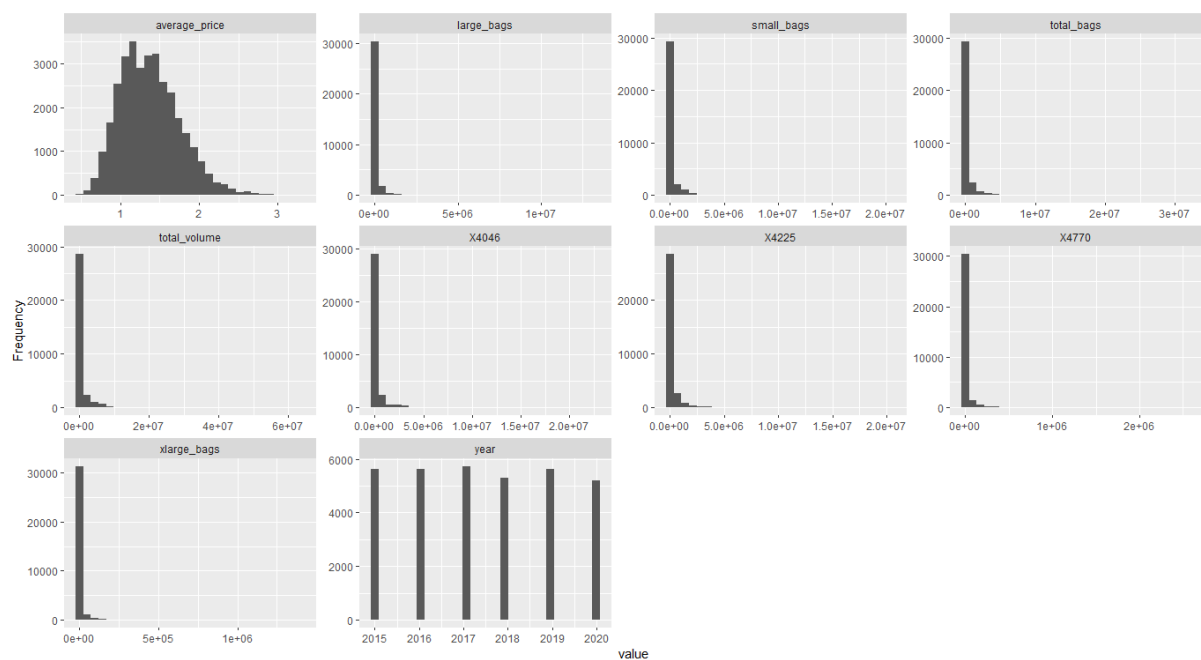 average_price
large_bags
small_bags
total_bags
3000
2000
1000
0
1
2
3
30000
20000
10000
0
0e+00
5e+06
1e+07
30000
20000
10000
0
0.0e+00
5.0e+06
1.0e+07
1.5e+07
2.0e+07
30000
20000
10000
0
0e+00
1e+07
2e+07
3e+07
total_volume
X4046
X4225
X4770
Frequency
30000
20000
10000
0
0e+00
2e+07
4e+07
6e+07
30000
20000
10000
0
0.0e+00
5.0e+06
1.0e+07
1.5e+07
2.0e+07
20000
10000
0
0.0e+00
5.0e+06
1.0e+07
1.5e+07
2.0e+07
30000
20000
10000
0
0e+00
1e+06
2e+06
xlarge_bags
year
30000
20000
10000
0
0e+00
5e+05
1e+06
6000
4000
2000
0
2015
2016
2017
2018
2019
2020
value